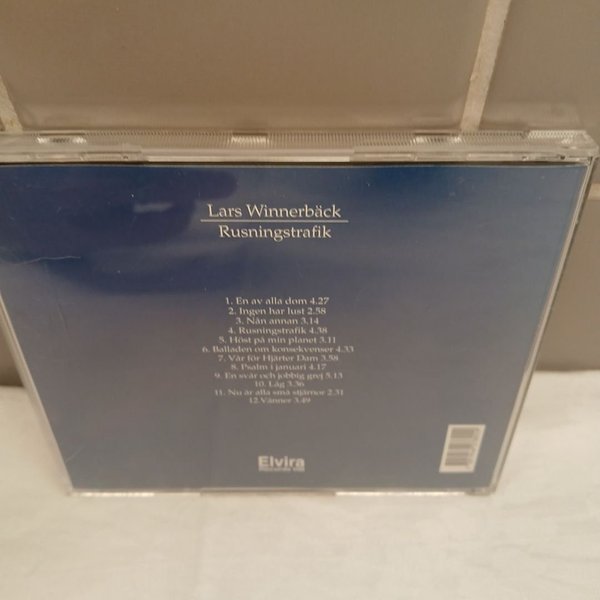 Lars Winnerbäck
Rusningstrafik
1. En av alla dom 4.27
2. Ingen har lust 2.58
3. Nån annan 3.14
4. Rusningstrafik 4.38
5. Höst på min planet 3.11
6. Balladen om konsekvenser 4.33
7. Vår för Hjärter Dam 3.58
8. Psalm i januari 4.17
9. En svår och jobbig grej 5.13
10. Låg 3.36
11. Nu är alla små stjärnor 2.31
12.Vänner 3.49
Elvira